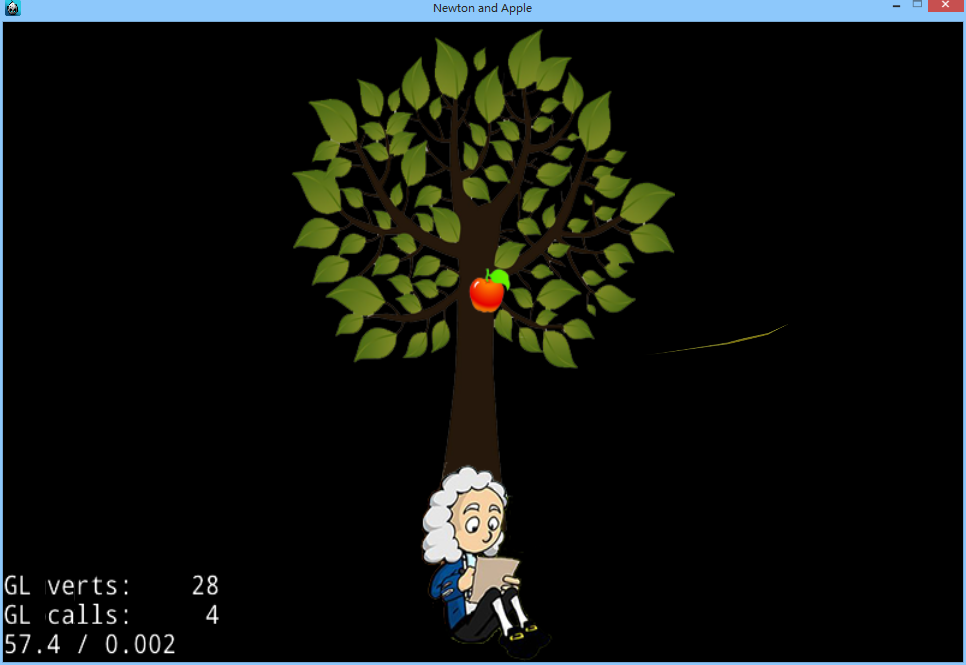 Newton and Apple
GL verts: 28
GL calls: 4
57.4 / 0.002